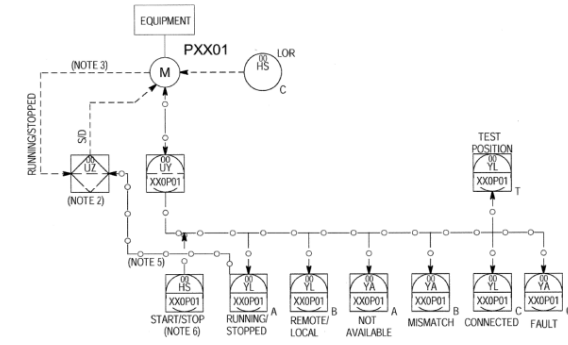 EQUIPMENT
PXX01
(NOTE 3)
M
00
HS
LOR
C
RUNNING/STOPPED
S/D
00
UZ
(NOTE 2)
00
UY
XX0P01
TEST
POSITION
00
YL
XX0P01
T
(NOTE 5)
00
HS
XX0P01
START/STOP
(NOTE 6)
00
YL
XX0P01
A
RUNNING/
STOPPED
00
YL
XX0P01
B
REMOTE/
LOCAL
00
YA
XX0P01
A
NOT
AVAILABLE
00
YA
XX0P01
B
MISMATCH
00
YL
XX0P01
C
CONNECTED
00
YA
XX0P01
FAULT